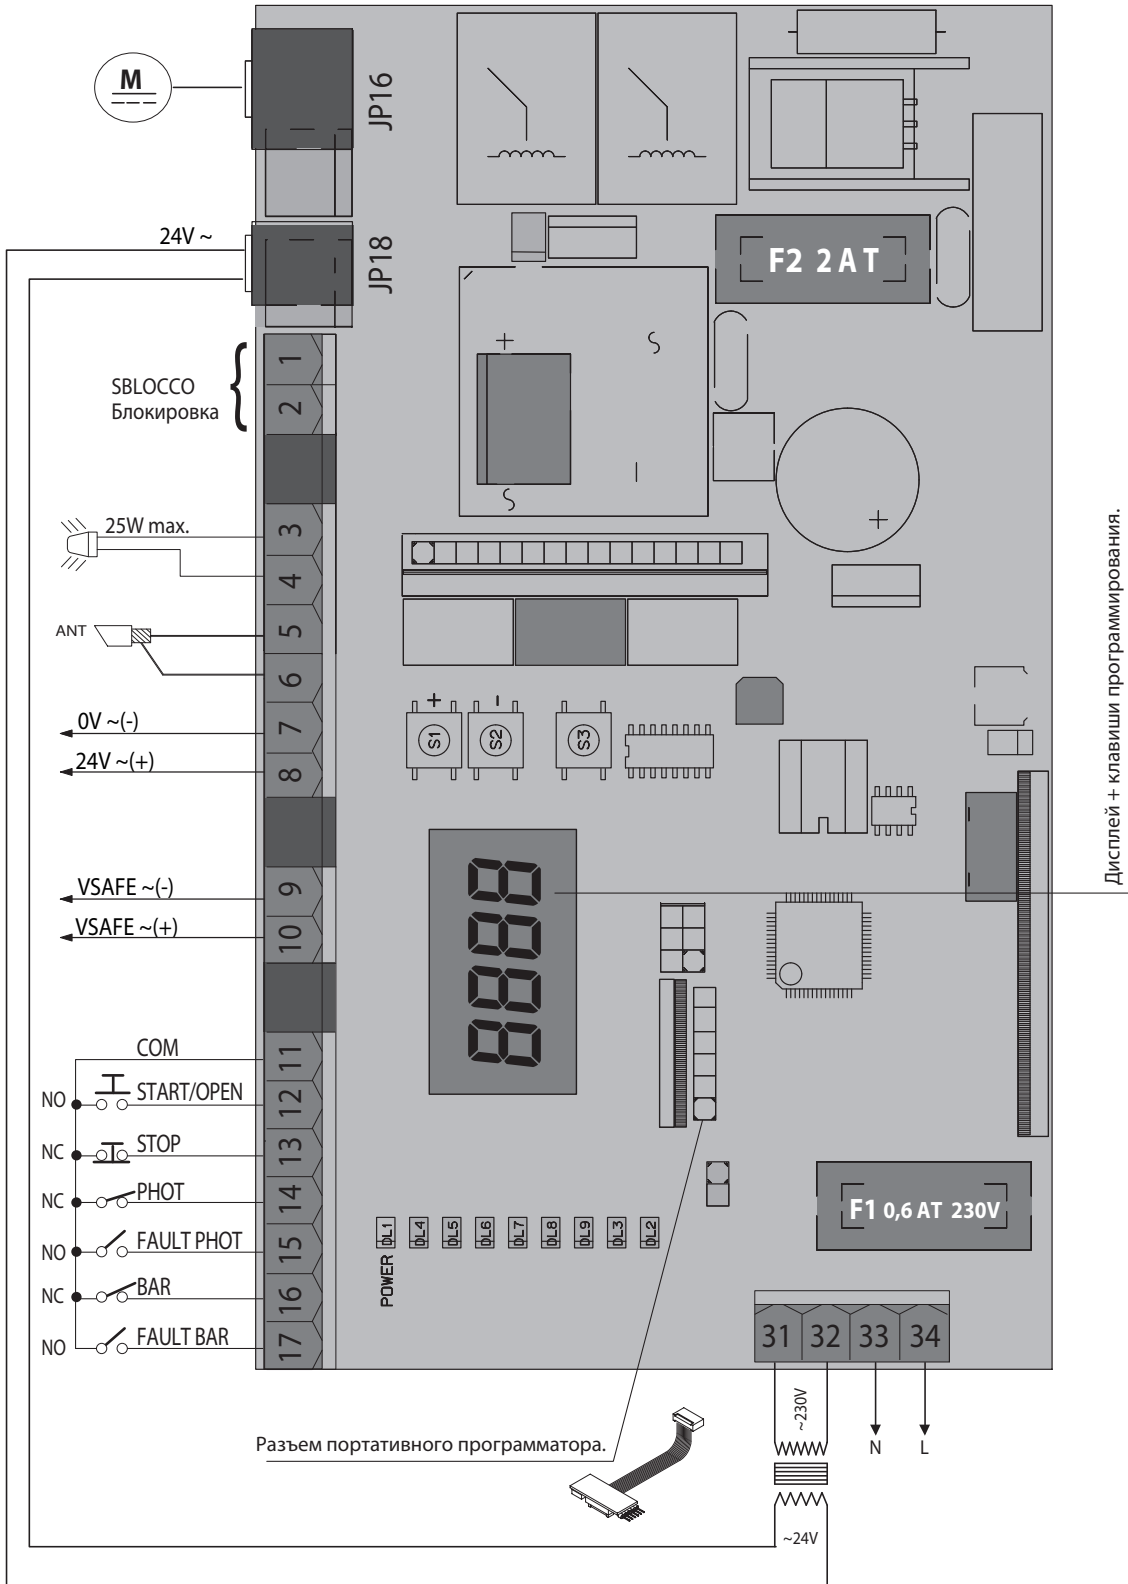 M
JP16
F2 2 A T
24V ~
JP18
SBLOCCO
Блокировка
1
2
25W max.
3
4
ANT
5
6
0V ~(-)
7
24V ~(+)
8
+
S1
-
S2
S3
VSAFE ~(-)
9
VSAFE ~(+)
10
Дисплей + клавиши программирования.
COM
11
NO
START/OPEN
12
NC
STOP
13
NC
PHOT
14
NO
FAULT PHOT
15
NC
BAR
16
NO
FAULT BAR
17
DL1
DL4
DL5
DL6
DL7
DL8
DL9
DL3
DL2
POWER
F1 0,6 AT 230V
31
32
33
34
~230V
N
L
Разъем портативного программатора.
~24V